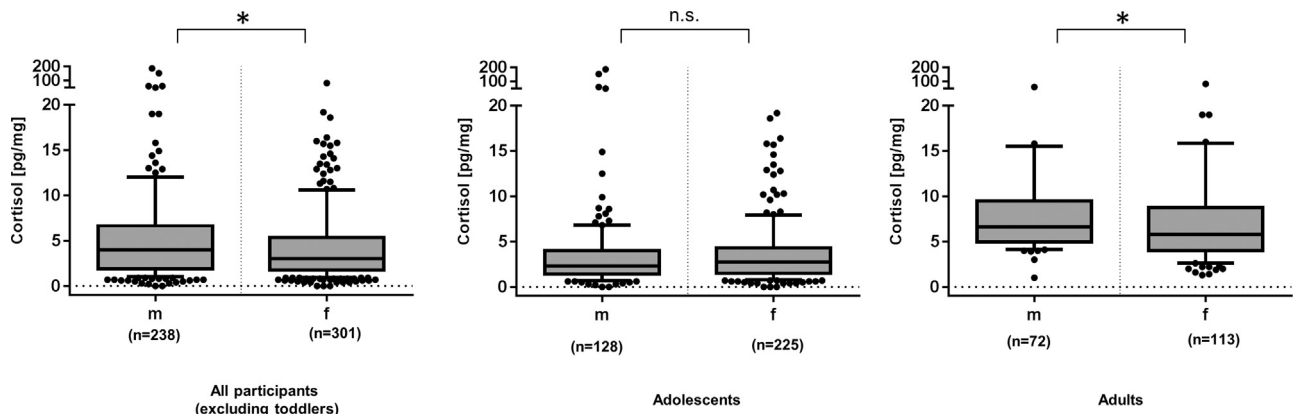 *
Cortisol [pg/mg]
200
100
20
15
10
5
0
m
f
(n=238)
(n=301)
All participants
(excluding toddlers)
n.s.
Cortisol [pg/mg]
200
100
20
15
10
5
0
m
f
(n=128)
(n=225)
Adolescents
*
Cortisol [pg/mg]
200
100
20
15
10
5
0
m
f
(n=72)
(n=113)
Adults